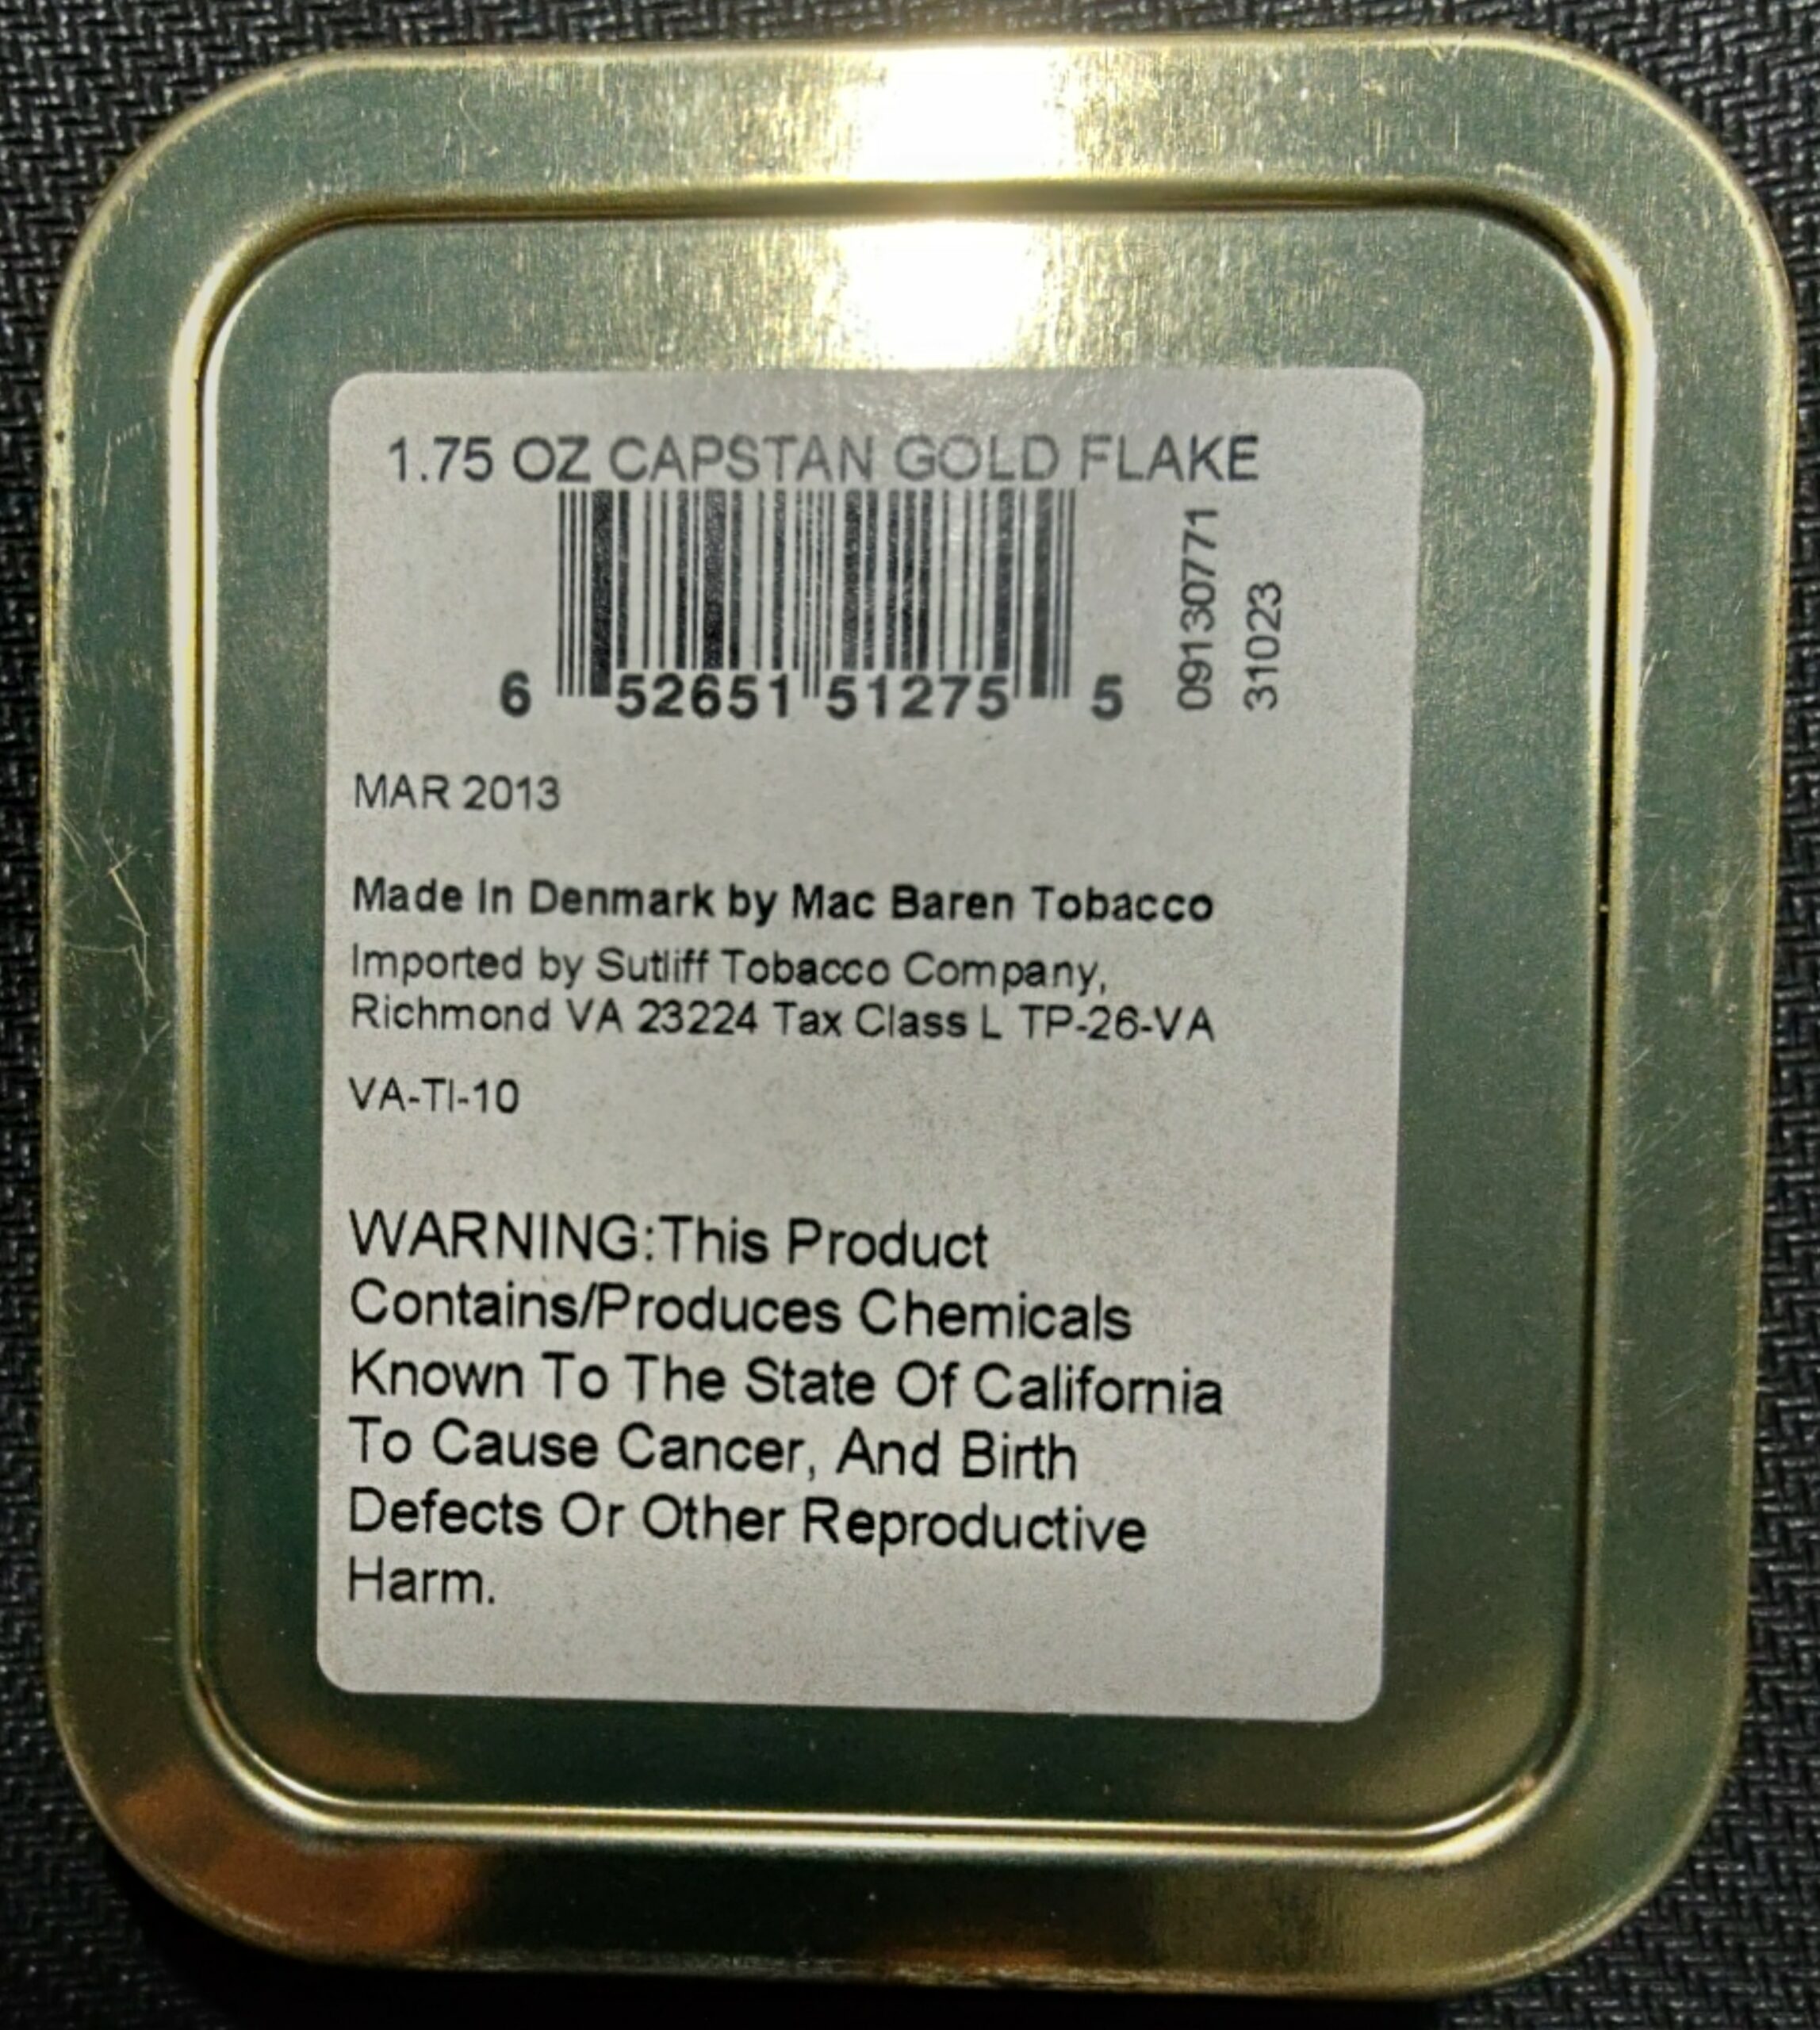 1.75 OZ CAPSTAN GOLD FLAKE
6 52651 51275 5
09130771
31023
MAR 2013
Made In Denmark by Mac Baren Tobacco
Imported by Sutliff Tobacco Company,
Richmond VA 23224 Tax Class L TP-26-VA
VA-TI-10
WARNING:This Product
Contains/Produces Chemicals
Known To The State Of California
To Cause Cancer, And Birth
Defects Or Other Reproductive
Harm.